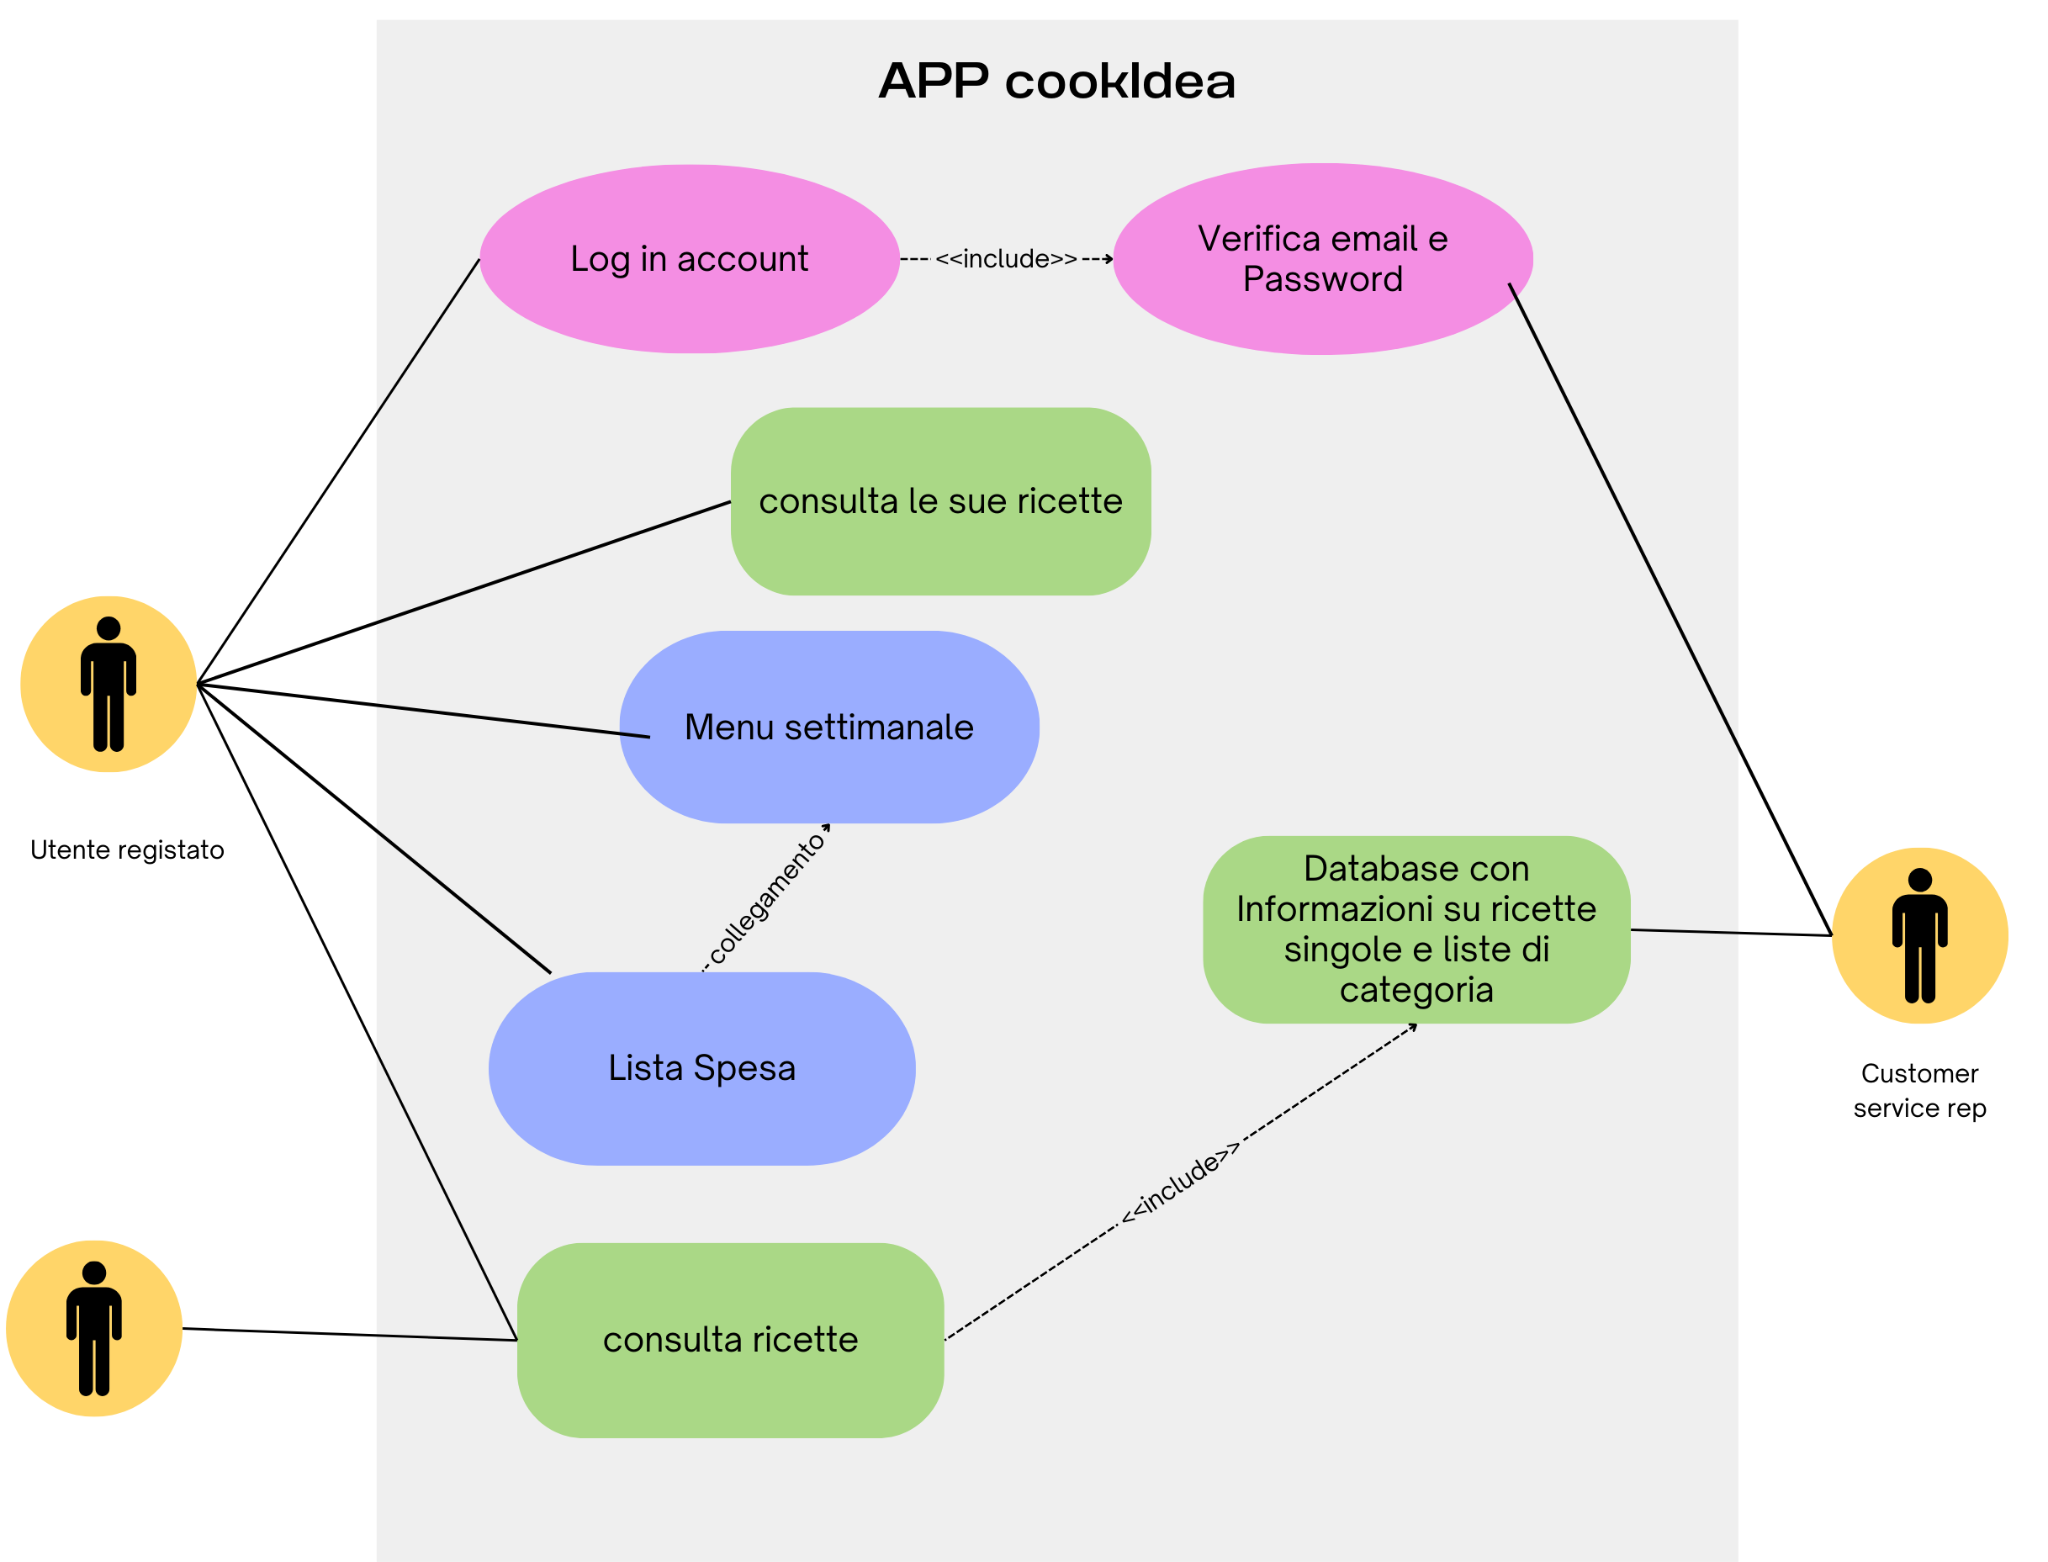 APP cookIdea
Log in account
<<include>>
Verifica email e
Password
consulta le sue ricette
Menu settimanale
Utente registato
collegamento
Database con
Informazioni su ricette
singole e liste di
categoria
Lista Spesa
Customer
service rep
<<include>>
consulta ricette